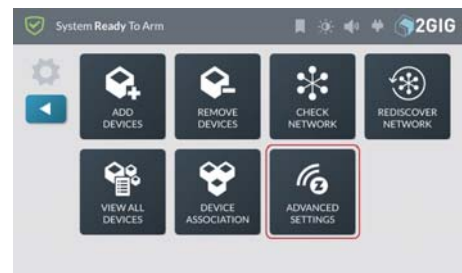 System Ready To Arm
2GIG
ADD
DEVICES
REMOVE
DEVICES
CHECK
NETWORK
REDISCOVER
NETWORK
VIEW ALL
DEVICES
DEVICE
ASSOCIATION
Z
ADVANCED
SETTINGS